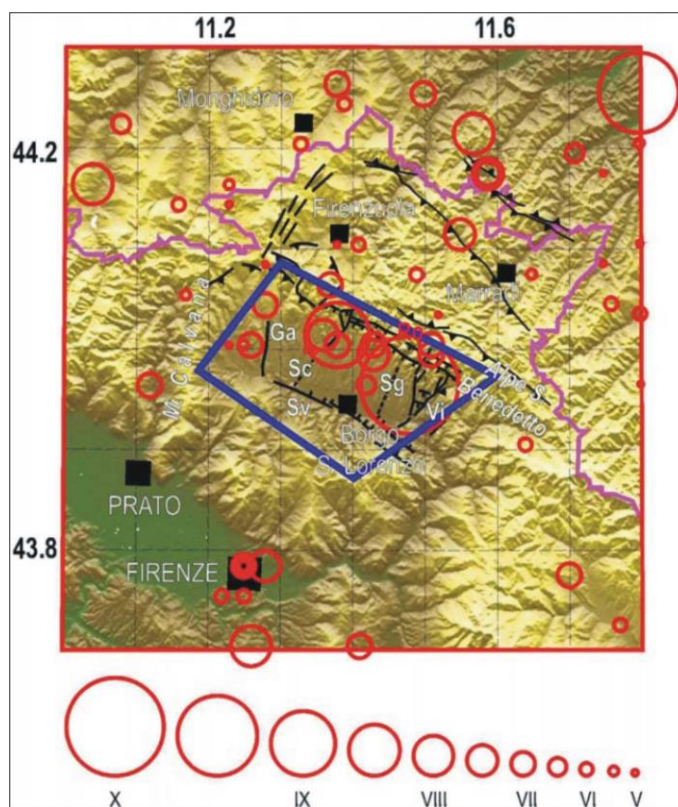 11.2 11.6
Monghidoro
44.2
Firenzuola
Marradi
M. Calvana
Ga
Sc
Sg
Sv
Vi
Alpe S.
Benedetto
Borgo
S. Lorenzo
PRATO
43.8
FIRENZE
X IX VIII VII VI V